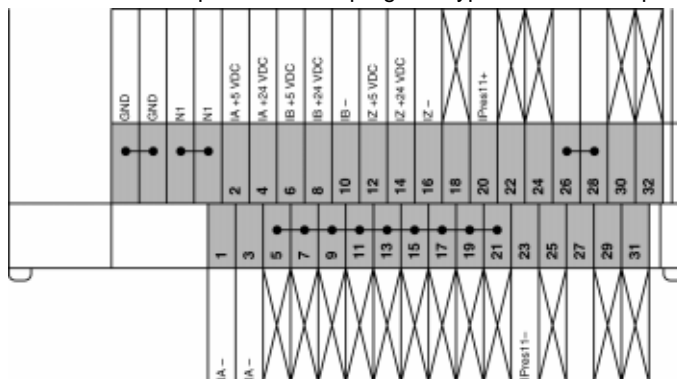 GND
GND
N1
N1
IA +5 VDC
IA +24 VDC
IB +5 VDC
IB +24 VDC
IB –
IZ +5 VDC
IZ +24 VDC
IZ –
IPres11+
2
4
6
8
10
12
14
16
18
20
22
24
26
28
30
32
1
3
5
7
9
11
13
15
17
19
21
23
25
27
29
31
IA –
IA –
IPres11–